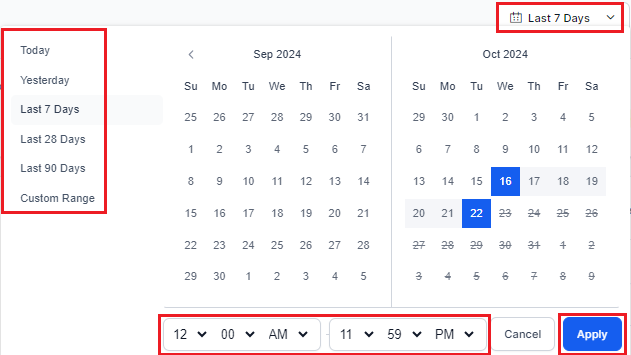 Last 7 Days
Today
Yesterday
Last 7 Days
Last 28 Days
Last 90 Days
Custom Range
Sep 2024
Su Mo Tu We Th Fr Sa
25 26 27 28 29 30 31
1 2 3 4 5 6 7
8 9 10 11 12 13 14
15 16 17 18 19 20 21
22 23 24 25 26 27 28
29 30 1 2 3 4 5
Oct 2024
Su Mo Tu We Th Fr Sa
29 30 1 2 3 4 5
6 7 8 9 10 11 12
13 14 15 16 17 18 19
20 21 22 23 24 25 26
27 28 29 30 31 1 2
3 4 5 6 7 8 9
12 00 AM - 11 59 PM Cancel Apply